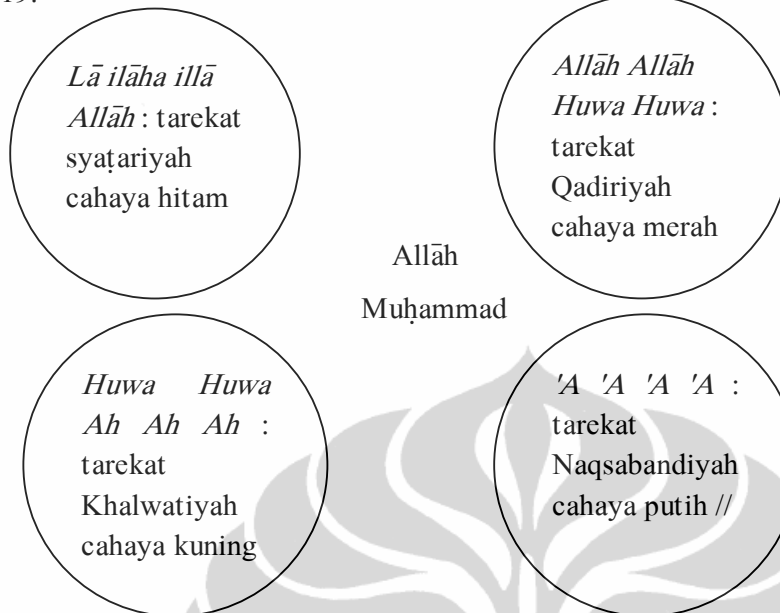 Lā ilāha illā
Allāh : tarekat
syaṭariyah
cahaya hitam
Allāh Allāh
Huwa Huwa :
tarekat
Qadiriyah
cahaya merah
Allāh
Muḥammad
Huwa Huwa
Ah Ah Ah :
tarekat
Khalwatiyah
cahaya kuning
'A 'A 'A 'A :
tarekat
Naqsabandiyah
cahaya putih //